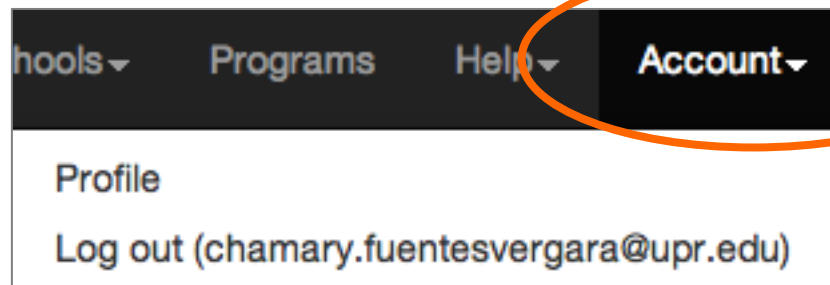 hools Programs Help Account
Profile
Log out (chamary.fuentesvergara@upr.edu)